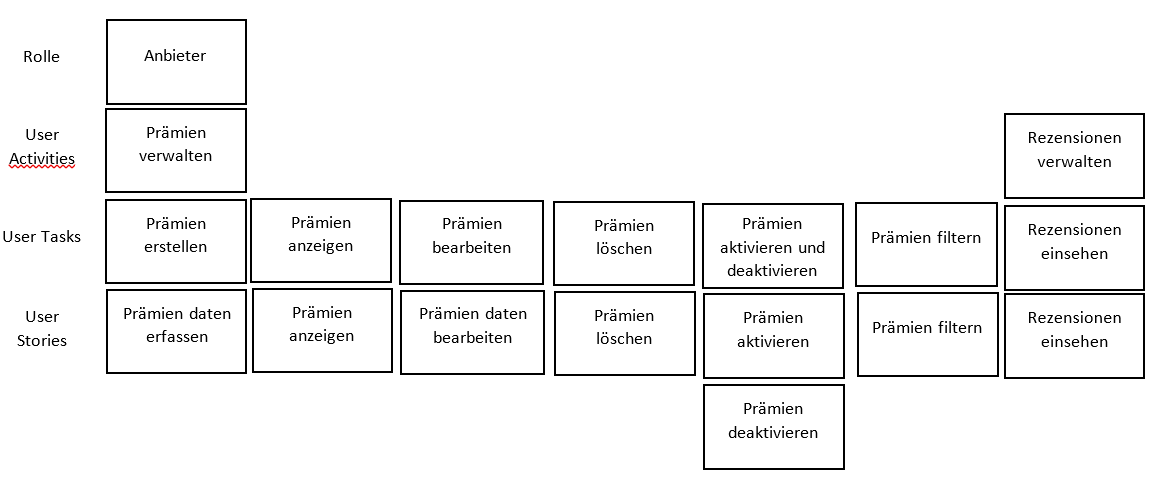 Rolle
Anbieter
User
Activities
Prämien
verwalten
Rezensionen
verwalten
User Tasks
Prämien
erstellen
Prämien
anzeigen
Prämien
bearbeiten
Prämien
löschen
Prämien
aktivieren und
deaktivieren
Prämien filtern
Rezensionen
einsehen
User
Stories
Prämien daten
erfassen
Prämien
anzeigen
Prämien daten
bearbeiten
Prämien
löschen
Prämien
aktivieren
Prämien filtern
Rezensionen
einsehen
Prämien
deaktivieren